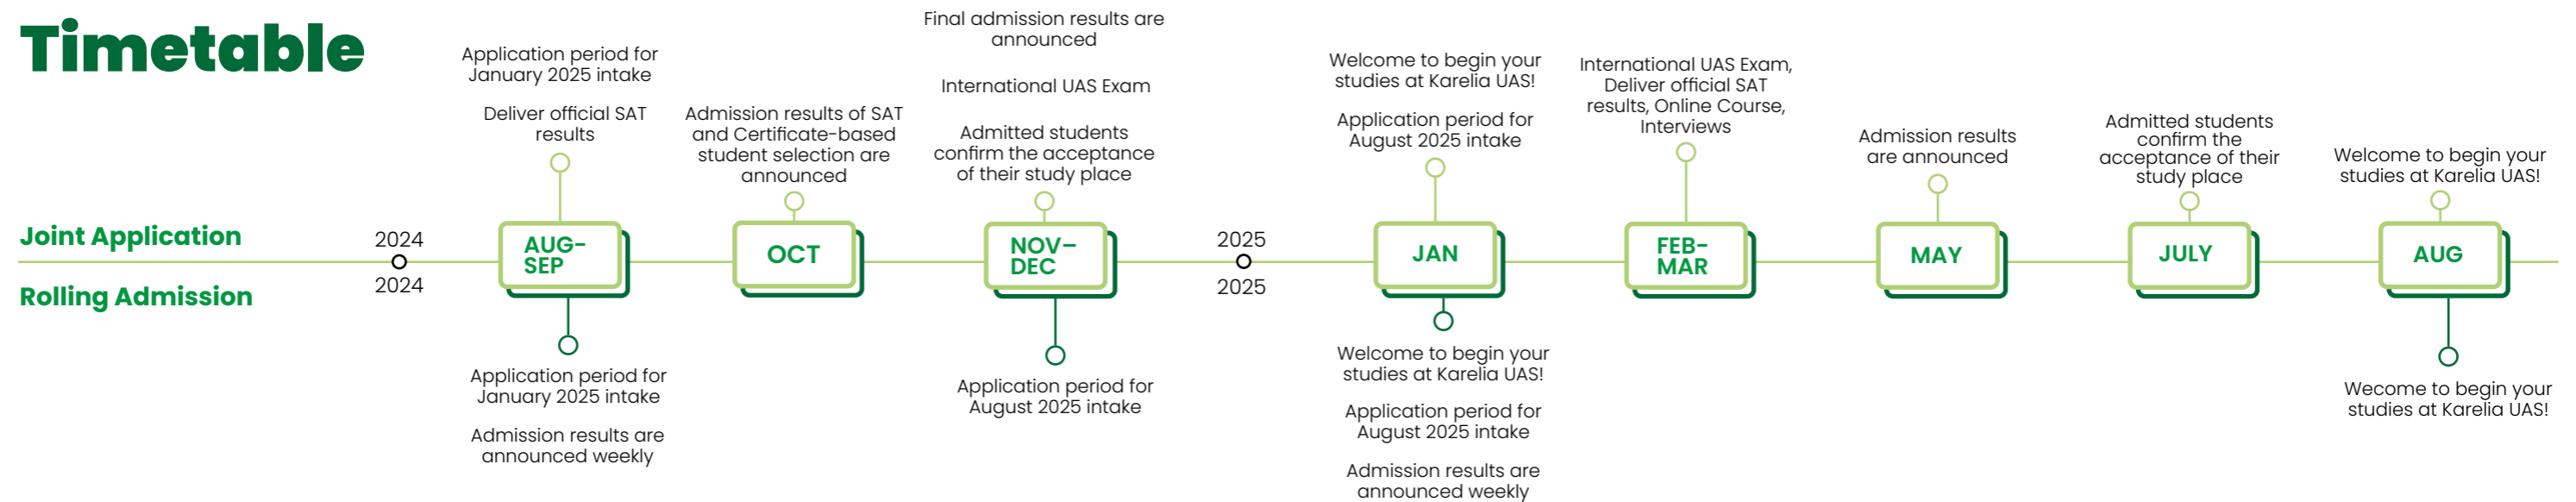 Timetable
Joint Application
Rolling Admission
2024
2024
Application period for
January 2025 intake
Deliver official SAT
results
AUG-
SEP
Application period for
January 2025 intake
Admission results are
announced weekly
Admission results of SAT
and Certificate-based
student selection are
announced
OCT
Final admission results are
announced
International UAS Exam
Admitted students
confirm the acceptance
of their study place
NOV–
DEC
Application period for
August 2025 intake
2025
2025
Welcome to begin your
studies at Karelia UAS!
Application period for
August 2025 intake
JAN
Welcome to begin your
studies at Karelia UAS!
Application period for
August 2025 intake
Admission results are
announced weekly
International UAS Exam,
Deliver official SAT
results, Online Course,
Interviews
FEB-
MAR
Admission results
are announced
MAY
Admitted students
confirm the
acceptance of their
study place
JULY
Welcome to begin your
studies at Karelia UAS!
AUG
Wecome to begin your
studies at Karelia UAS!